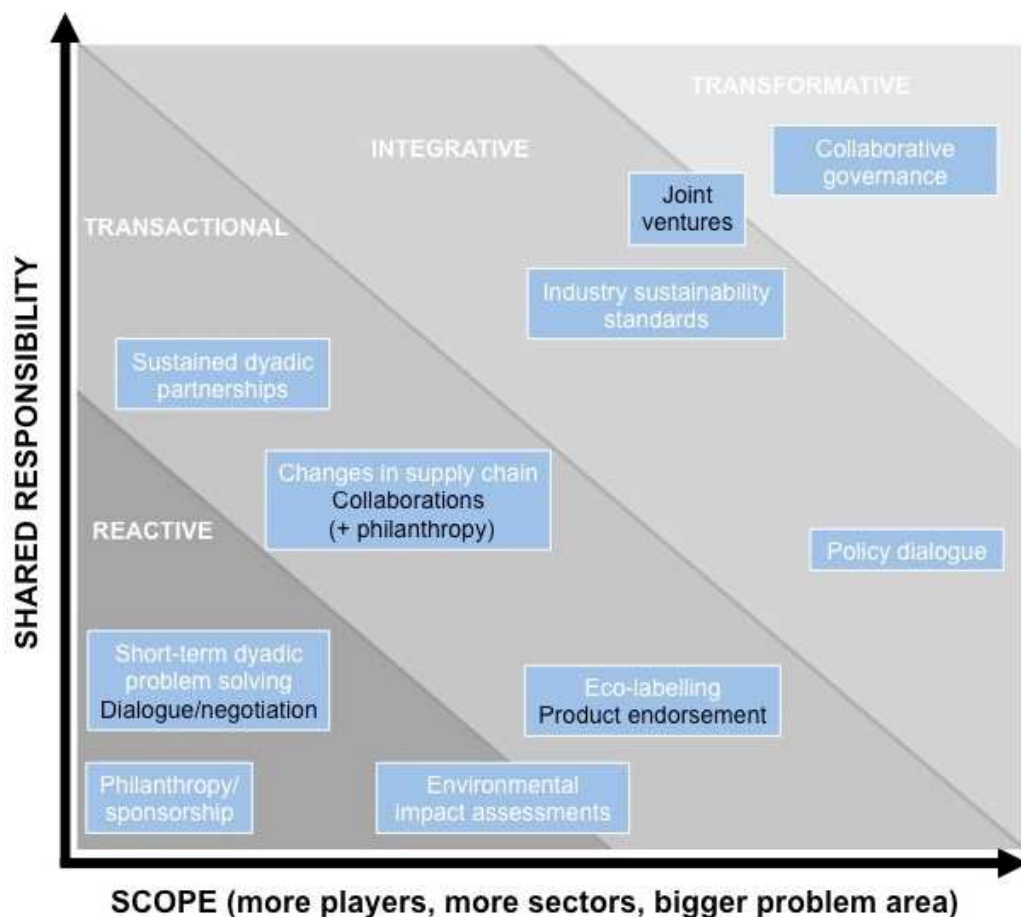 TRANSFORMATIVE
Collaborative
governance
INTEGRATIVE
Joint
ventures
TRANSACTIONAL
Industry sustainability
standards
Sustained dyadic
partnerships
Changes in supply chain
Collaborations
(+ philanthropy)
REACTIVE
Policy dialogue
Short-term dyadic
problem solving
Dialogue/negotiation
Eco-labelling
Product endorsement
Philanthropy/
sponsorship
Environmental
impact assessments
SHARED RESPONSIBILITY
SCOPE (more players, more sectors, bigger problem area)